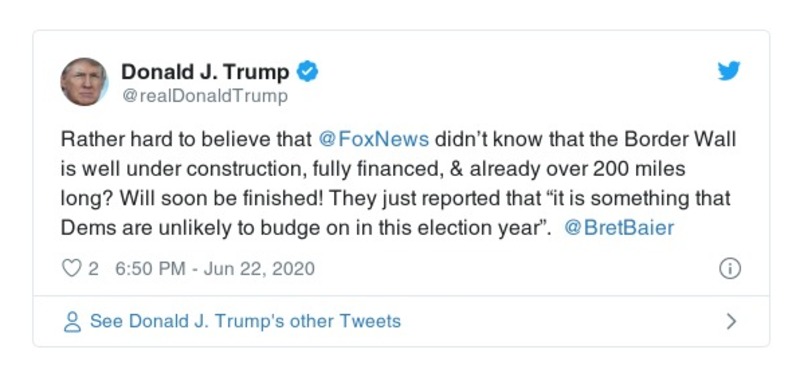 Donald J. Trump
@realDonaldTrump
Rather hard to believe that @FoxNews didn’t know that the Border Wall
is well under construction, fully financed, & already over 200 miles
long? Will soon be finished! They just reported that “it is something that
Dems are unlikely to budge on in this election year”. @BretBaier
2 6:50 PM - Jun 22, 2020
See Donald J. Trump's other Tweets